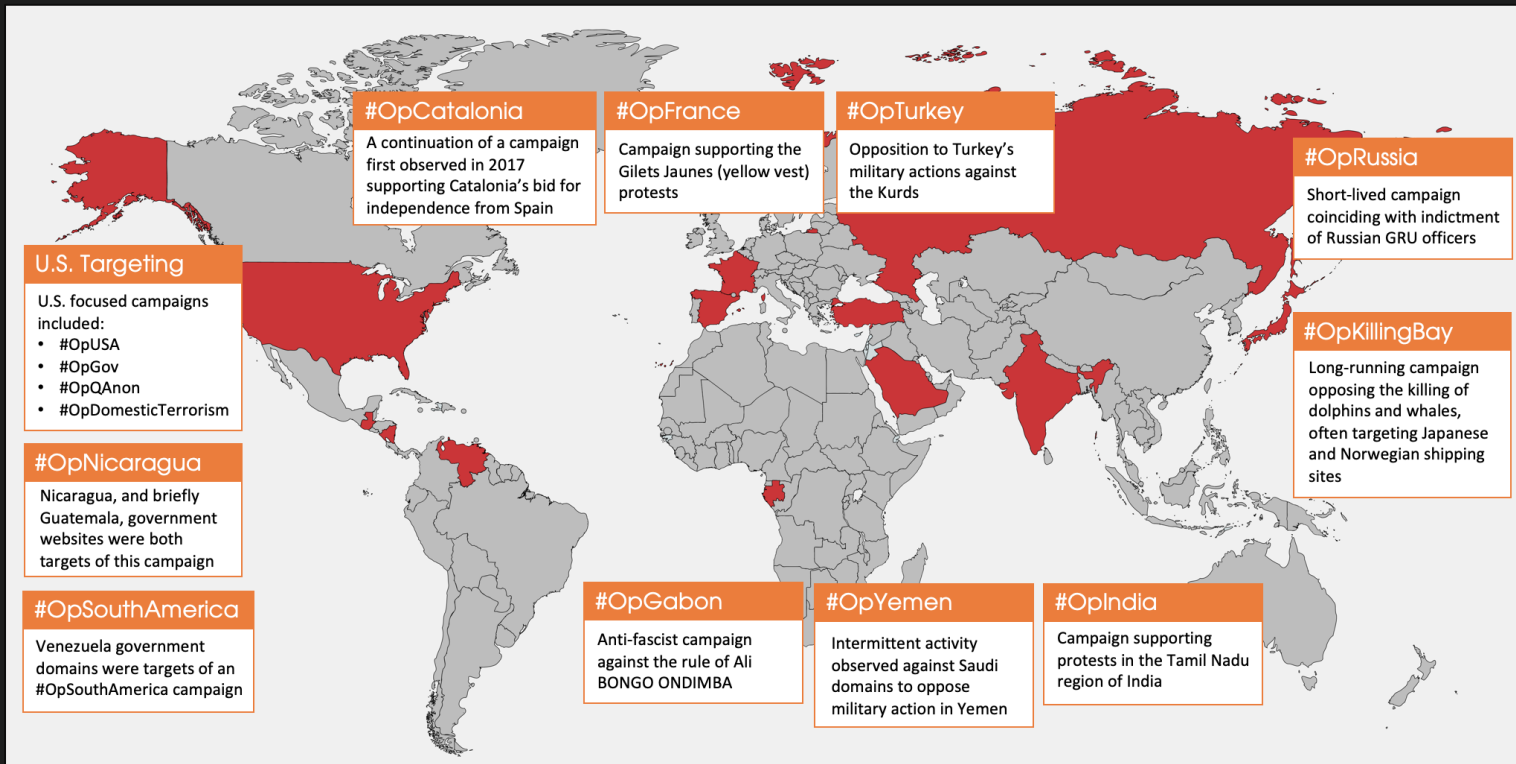 #OpCatalonia
A continuation of a campaign
first observed in 2017
supporting Catalonia's bid for
independence from Spain
#OpFrance
Campaign supporting the
Gilets Jaunes (yellow vest)
protests
#OpTurkey
Opposition to Turkey's
military actions against
the Kurds
#OpRussia
Short-lived campaign
coinciding with indictment
of Russian GRU officers
U.S. Targeting
U.S. focused campaigns
included:
• #OpUSA
• #OpGov
• #OpQAnon
• #OpDomesticTerrorism
#OpKillingBay
Long-running campaign
opposing the killing of
dolphins and whales,
often targeting Japanese
and Norwegian shipping
sites
#OpNicaragua
Nicaragua, and briefly
Guatemala, government
websites were both
targets of this campaign
#OpSouthAmerica
Venezuela government
domains were targets of an
#OpSouthAmerica campaign
#OpGabon
Anti-fascist campaign
against the rule of Ali
BONGO ONDIMBA
#OpYemen
Intermittent activity
observed against Saudi
domains to oppose
military action in Yemen
#OpIndia
Campaign supporting
protests in the Tamil Nadu
region of India